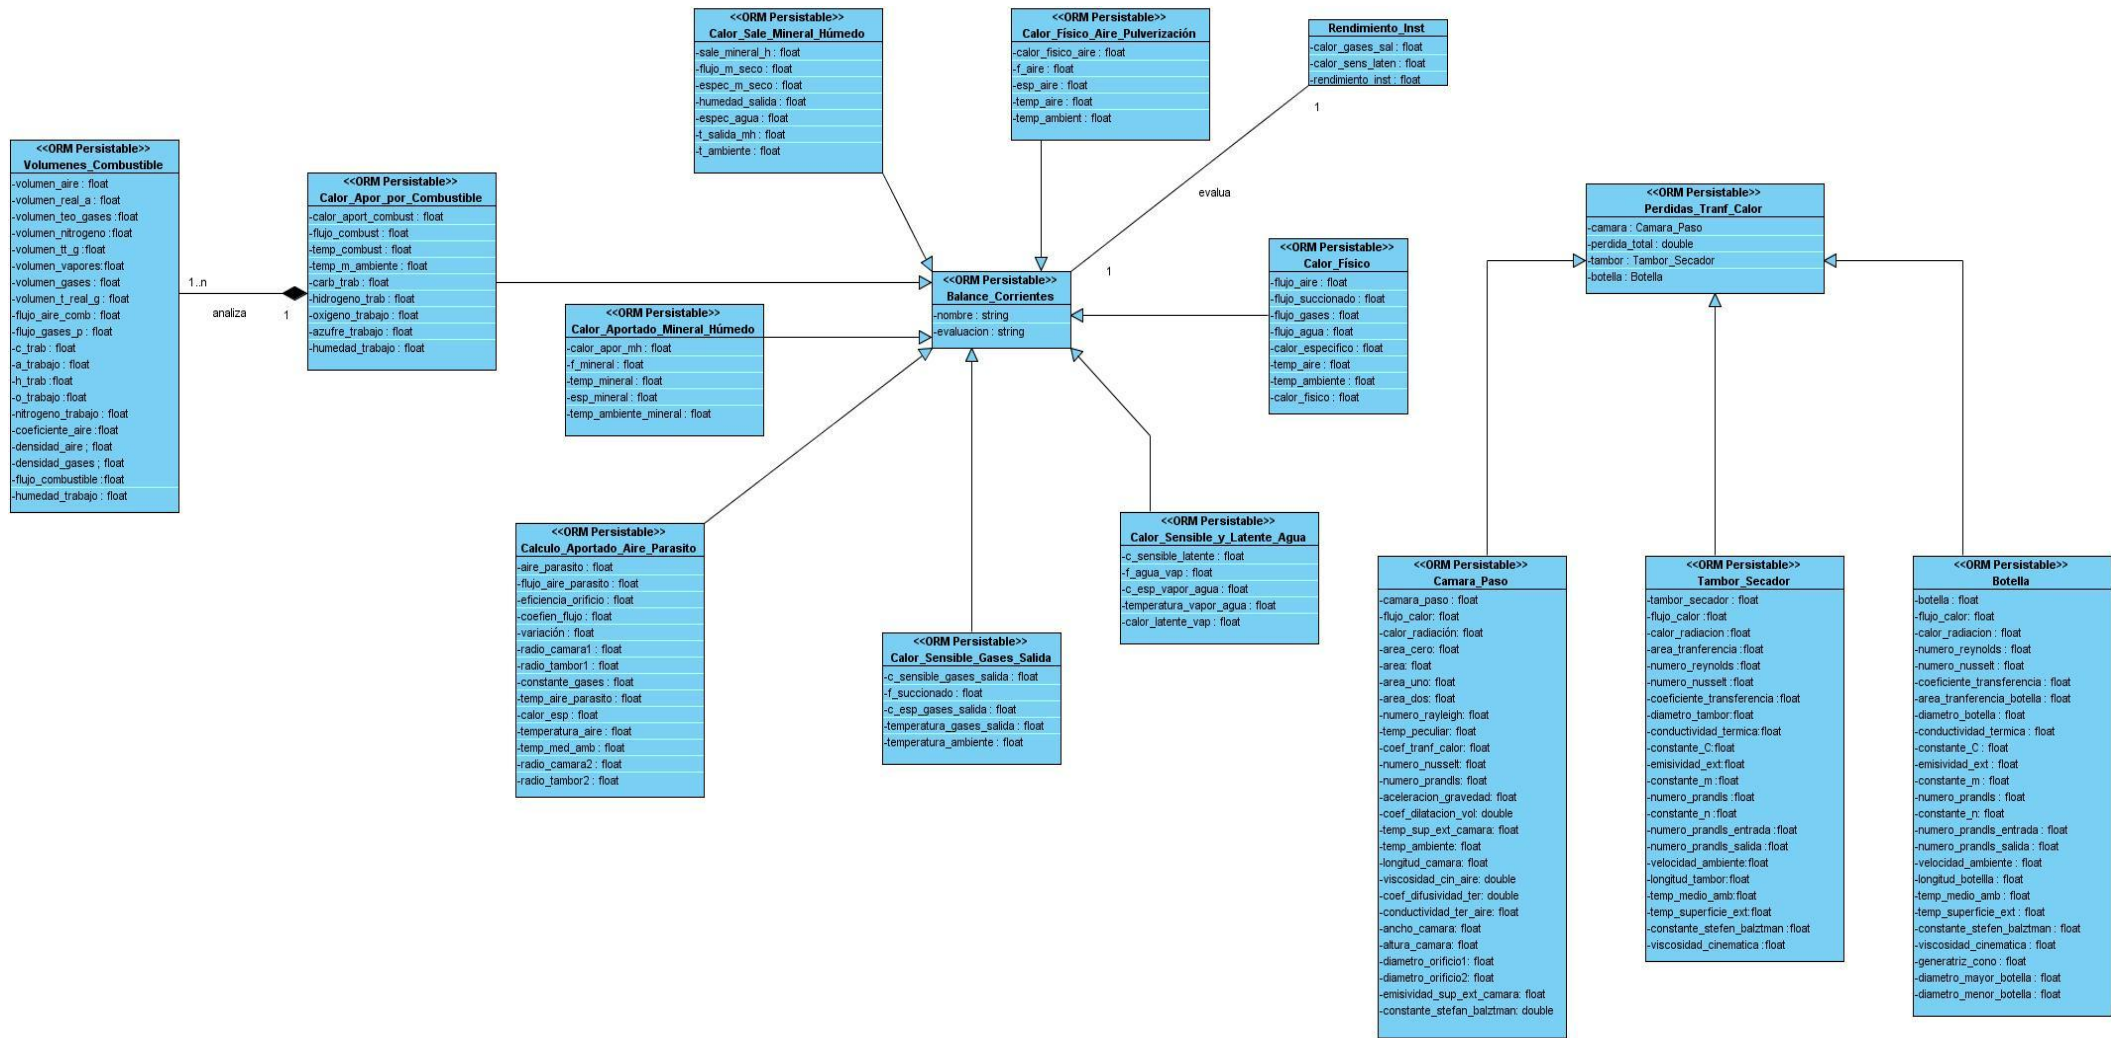 <<ORM Persistable>>
Calor_Sale_Mineral_Húmedo
-sale_mineral_h : float
-flujo_m_seco : float
-espec_m_seco : float
-humedad_salida : float
-espec_agua : float
-t_salida_mh : float
-t_ambiente : float
<<ORM Persistable>>
Calor_Físico_Aire_Pulverización
-calor_fisico_aire : float
-f_aire : float
-esp_aire : float
-temp_aire : float
-temp_ambient : float
Rendimiento_Inst
-calor_gases_sal : float
-calor_sens_laten : float
-rendimiento_inst : float
1
evalua
1
<<ORM Persistable>>
Volumenes_Combustible
-volumen_aire : float
-volumen_real_a : float
-volumen_teo_gases :float
-volumen_nitrogeno :float
-volumen_tt_g :float
-volumen_vapores:float
-volumen_gases : float
-volumen_t_real_g : float
-flujo_aire_comb : float
-flujo_gases_p : float
-c_trab : float
-a_trabajo : float
-h_trab :float
-o_trabajo :float
-nitrogeno_trabajo : float
-coeficiente_aire :float
-densidad_aire ; float
-densidad_gases ; float
-flujo_combustible :float
-humedad_trabajo : float
1..n
analiza
1
<<ORM Persistable>>
Calor_Apor_por_Combustible
-calor_aport_combust : float
-flujo_combust : float
-temp_combust : float
-temp_m_ambiente : float
-carb_trab : float
-hidrogeno_trab : float
-oxigeno_trabajo : float
-azufre_trabajo : float
-humedad_trabajo : float
<<ORM Persistable>>
Calor_Aportado_Mineral_Húmedo
-calor_apor_mh : float
-f_mineral : float
-temp_mineral : float
-esp_mineral : float
-temp_ambiente_mineral : float
<<ORM Persistable>>
Balance_Corrientes
-nombre : string
-evaluacion : string
<<ORM Persistable>>
Calor_Físico
-flujo_aire : float
-flujo_succionado : float
-flujo_gases : float
-flujo_agua : float
-calor_especifico : float
-temp_aire : float
-temp_ambiente : float
-calor_fisico : float
<<ORM Persistable>>
Perdidas_Tranf_Calor
-camara : Camara_Paso
-perdida_total : double
-tambor : Tambor_Secador
-botella : Botella
<<ORM Persistable>>
Calculo_Aportado_Aire_Parasito
-aire_parasito : float
-flujo_aire_parasito : float
-eficiencia_orificio : float
-coefien_flujo : float
-variación : float
-radio_camara1 : float
-radio_tambor1 : float
-constante_gases : float
-temp_aire_parasito : float
-calor_esp : float
-temperatura_aire : float
-temp_med_amb : float
-radio_camara2 : float
-radio_tambor2 : float
<<ORM Persistable>>
Calor_Sensible_Gases_Salida
-c_sensible_gases_salida : float
-f_succionado : float
-c_esp_gases_salida : float
-temperatura_gases_salida : float
-temperatura_ambiente : float
<<ORM Persistable>>
Calor_Sensible_y_Latente_Agua
-c_sensible_latente : float
-f_agua_vap : float
-c_esp_vapor_agua : float
-temperatura_vapor_agua : float
-calor_latente_vap : float
<<ORM Persistable>>
Camara_Paso
-camara_paso : float
-flujo_calor: float
-calor_radiación: float
-area_cero: float
-area: float
-area_uno: float
-area_dos: float
-numero_rayleigh: float
-temp_peculiar: float
-coef_tranf_calor: float
-numero_nusselt: float
-numero_prandls: float
-aceleracion_gravedad: float
-coef_dilatacion_vol: double
-temp_sup_ext_camara: float
-temp_ambiente: float
-longitud_camara: float
-viscosidad_cin_aire: double
-coef_difusividad_ter: double
-conductividad_ter_aire: float
-ancho_camara: float
-altura_camara: float
-diametro_orificio1: float
-diametro_orificio2: float
-emisividad_sup_ext_camara: float
-constante_stefan_balztman: double
<<ORM Persistable>>
Tambor_Secador
-tambor_secador : float
-flujo_calor :float
-calor_radiacion :float
-area_tranferencia :float
-numero_reynolds :float
-numero_nusselt :float
-coeficiente_transferencia :float
-diametro_tambor:float
-conductividad_termica:float
-constante_C:float
-emisividad_ext:float
-constante_m :float
-numero_prandls :float
-constante_n :float
-numero_prandls_entrada :float
-numero_prandls_salida :float
-velocidad_ambiente:float
-longitud_tambor:float
-temp_medio_amb:float
-temp_superficie_ext:float
-constante_stefen_balztman :float
-viscosidad_cinematica :float
<<ORM Persistable>>
Botella
-botella : float
-flujo_calor: float
-calor_radiacion : float
-numero_reynolds : float
-numero_nusselt : float
-coeficiente_transferencia : float
-area_tranferencia_botella : float
-diametro_botella : float
-conductividad_termica : float
-constante_C : float
-emisividad_ext : float
-constante_m : float
-numero_prandls : float
-constante_n: float
-numero_prandls_entrada : float
-numero_prandls_salida : float
-velocidad_ambiente : float
-longitud_botellla : float
-temp_medio_amb : float
-temp_superficie_ext : float
-constante_stefen_balztman : float
-viscosidad_cinematica : float
-generatriz_cono : float
-diametro_mayor_botella : float
-diametro_menor_botella : float